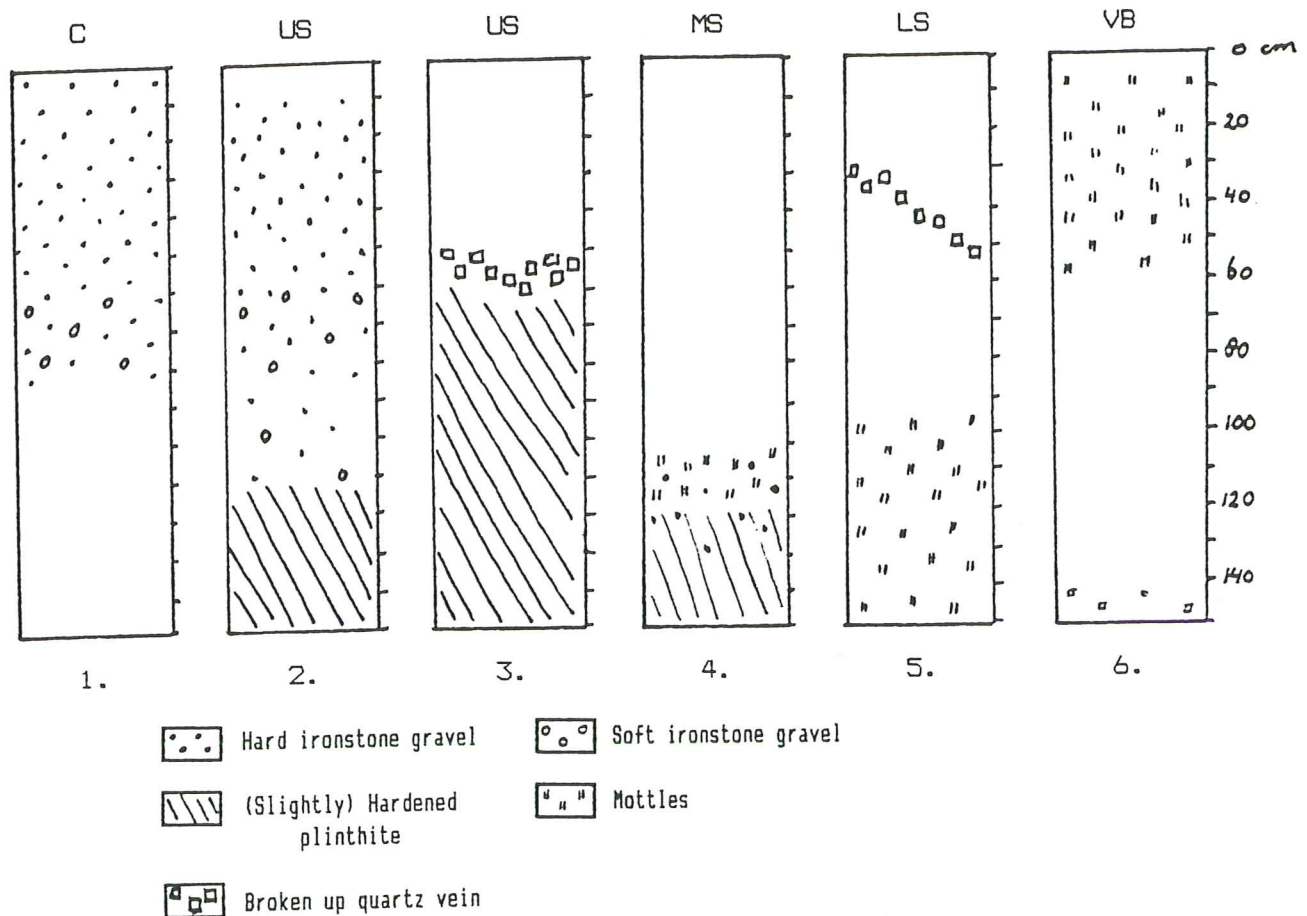 C US US MS LS VB
0 cm
20
40
60
80
100
120
140
1. 2. 3. 4. 5. 6.
Hard ironstone gravel
Soft ironstone gravel
(Slightly) Hardened
plinthite
Mottles
Broken up quartz vein